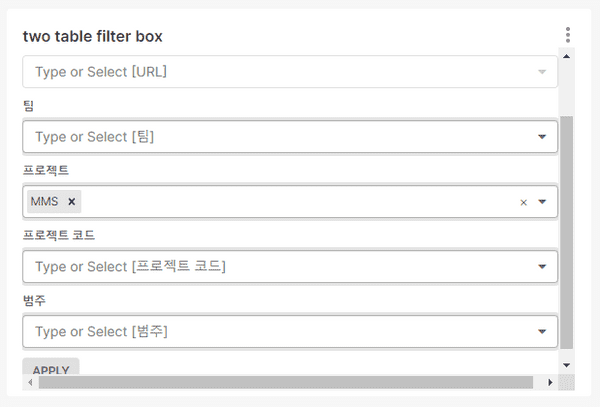 two table filter box
Type or Select [URL]
팀
Type or Select [팀]
프로젝트
MMS ×
×
프로젝트 코드
Type or Select [프로젝트 코드]
범주
Type or Select [범주]
APPLY